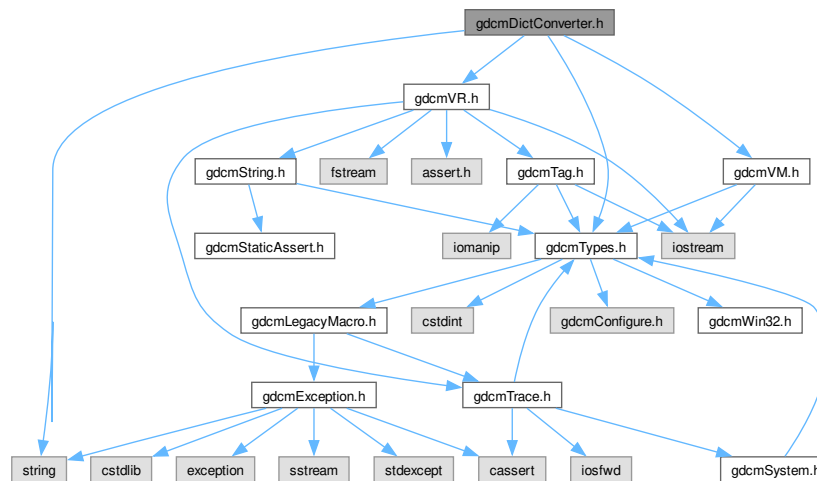 gdcmDictConverter.h
gdcmVR.h
gdcmString.h
fstream
assert.h
gdcmTag.h
gdcmVM.h
gdcmStaticAssert.h
iomanip
gdcmTypes.h
iostream
gdcmLegacyMacro.h
cstdint
gdcmConfigure.h
gdcmWin32.h
gdcmException.h
gdcmTrace.h
string
cstdlib
exception
sstream
stdexcept
cassert
iosfwd
gdcmSystem.h